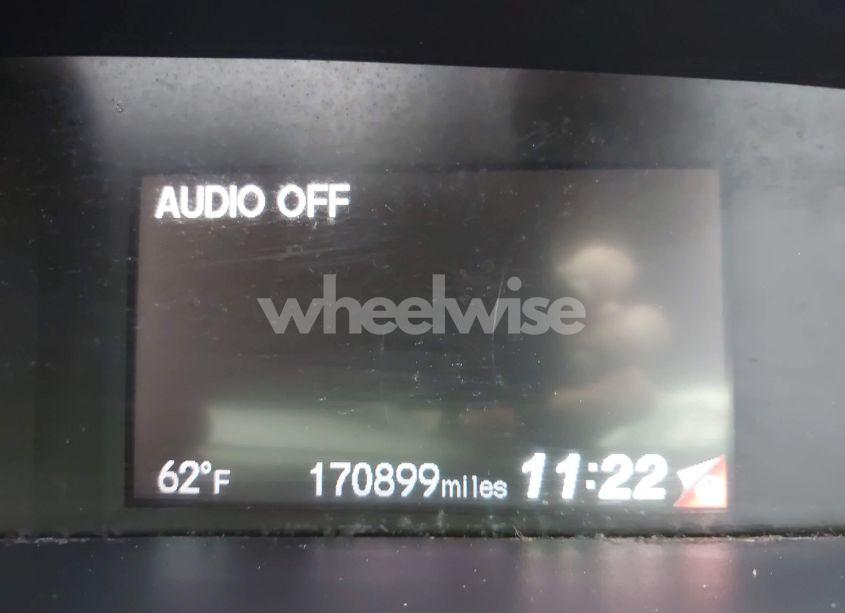 AUDIO OFF
wheelwise
62°F 170899miles 11:22